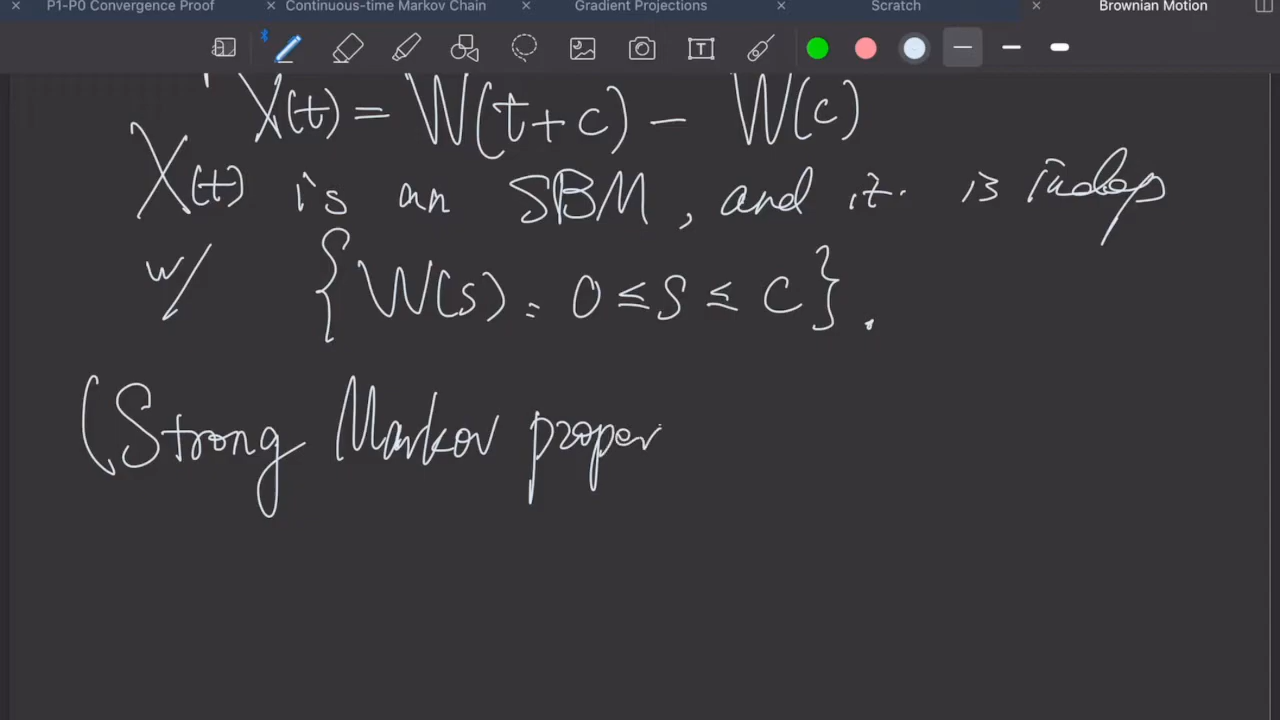 P1-P0 Convergence Proof Continuous-time Markov Chain Gradient Projections Scratch Brownian Motion
X(t) = W(t+c) - W(c)
X(t) is an SBM, and it is indep
w/ {W(s): 0 ≤ s ≤ c}.
(Strong Markov proper